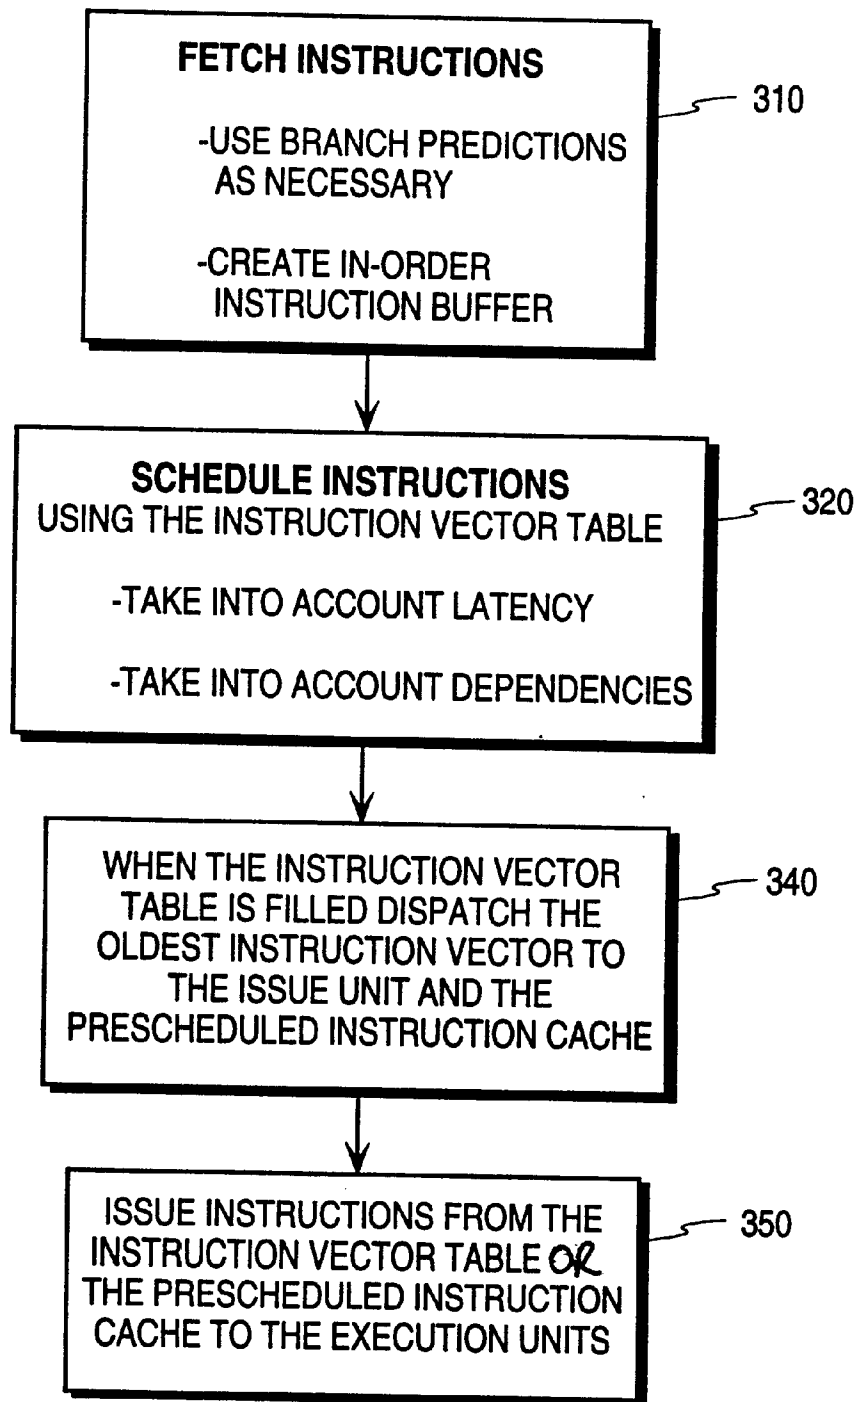 FETCH INSTRUCTIONS
310
-USE BRANCH PREDICTIONS
AS NECESSARY
-CREATE IN-ORDER
INSTRUCTION BUFFER
SCHEDULE INSTRUCTIONS
320
USING THE INSTRUCTION VECTOR TABLE
-TAKE INTO ACCOUNT LATENCY
-TAKE INTO ACCOUNT DEPENDENCIES
WHEN THE INSTRUCTION VECTOR
340
TABLE IS FILLED DISPATCH THE
OLDEST INSTRUCTION VECTOR TO
THE ISSUE UNIT AND THE
PRESCHEDULED INSTRUCTION CACHE
ISSUE INSTRUCTIONS FROM THE
350
INSTRUCTION VECTOR TABLE OR
THE PRESCHEDULED INSTRUCTION
CACHE TO THE EXECUTION UNITS